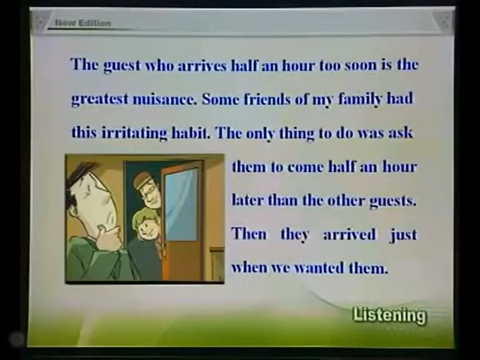 New Edition
The guest who arrives half an hour too soon is the
greatest nuisance. Some friends of my family had
this irritating habit. The only thing to do was ask
them to come half an hour
later than the other guests.
Then they arrived just
when we wanted them.
Listening